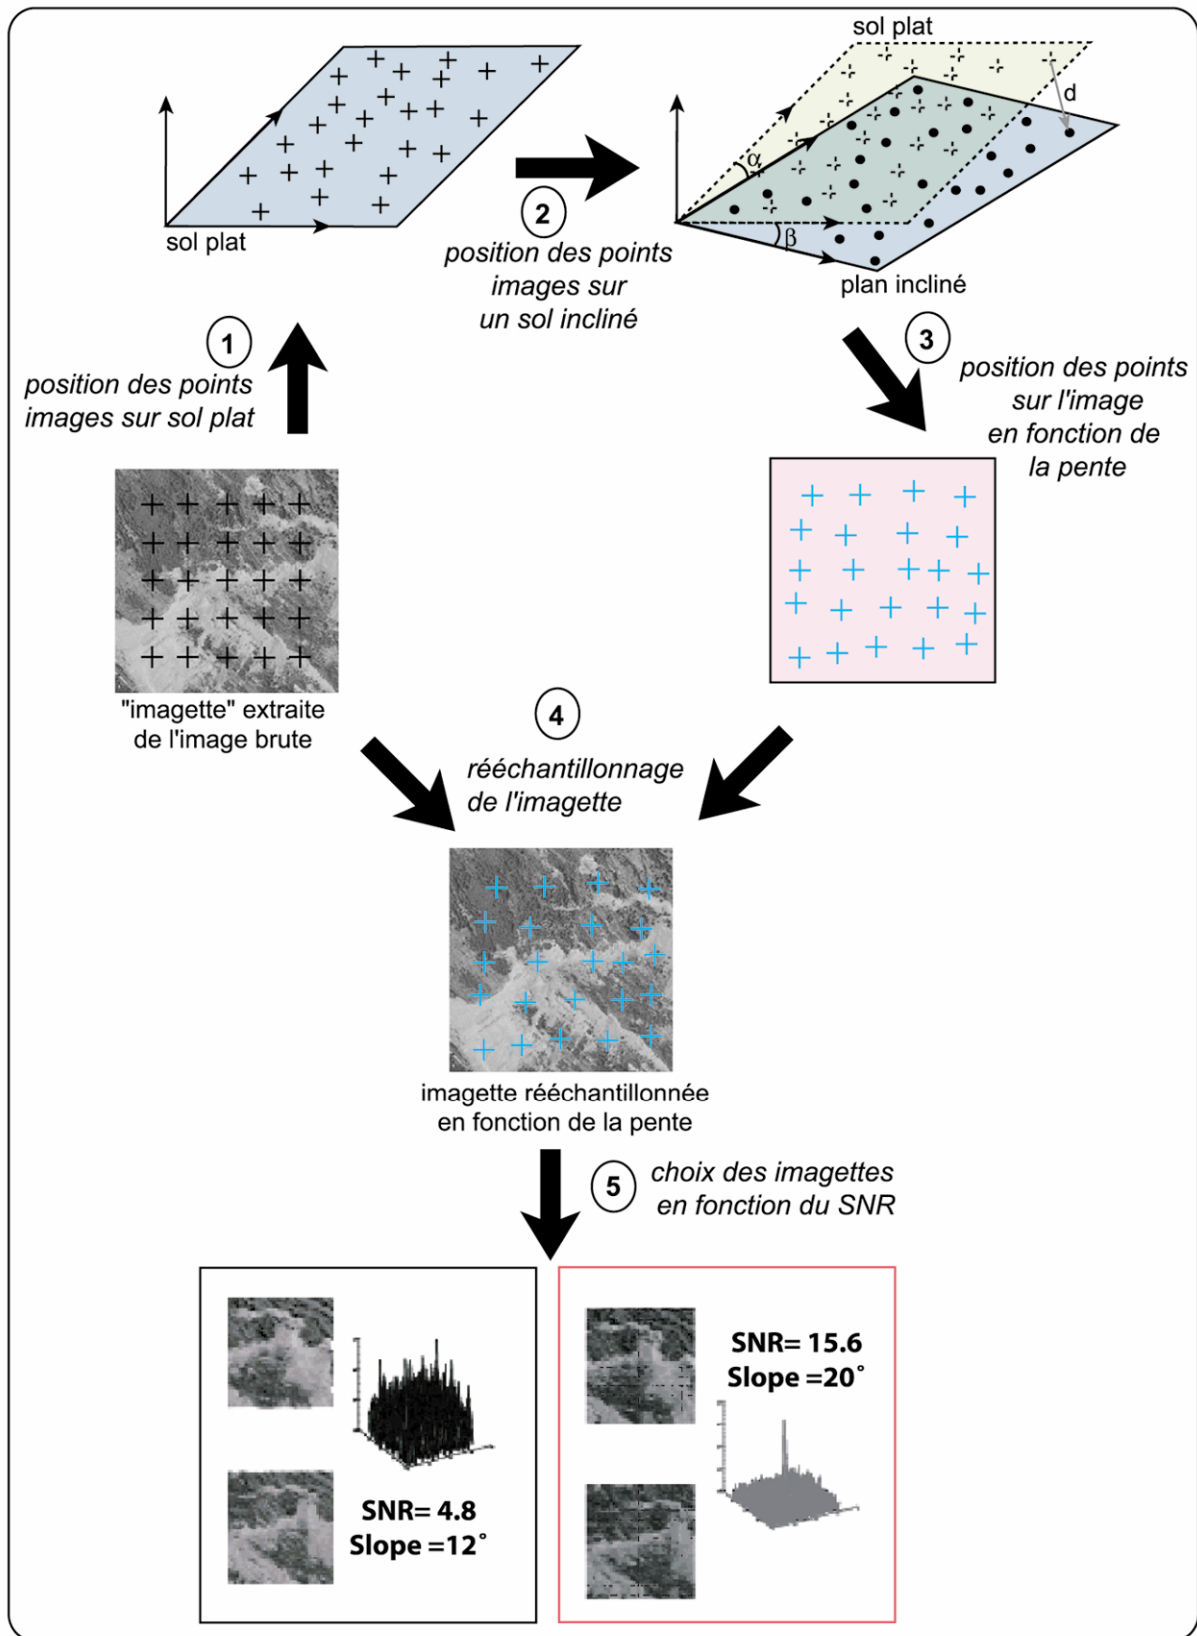 sol plat
sol plat
d
α
β
plan incliné
2
position des points
images sur
un sol incliné
1
position des points
images sur sol plat
3
position des points
sur l'image
en fonction de
la pente
"imagette" extraite
de l'image brute
4
rééchantillonnage
de l'imagette
imagette rééchantillonnée
en fonction de la pente
5
choix des imagettes
en fonction du SNR
SNR= 4.8
Slope =12°
SNR= 15.6
Slope =20°